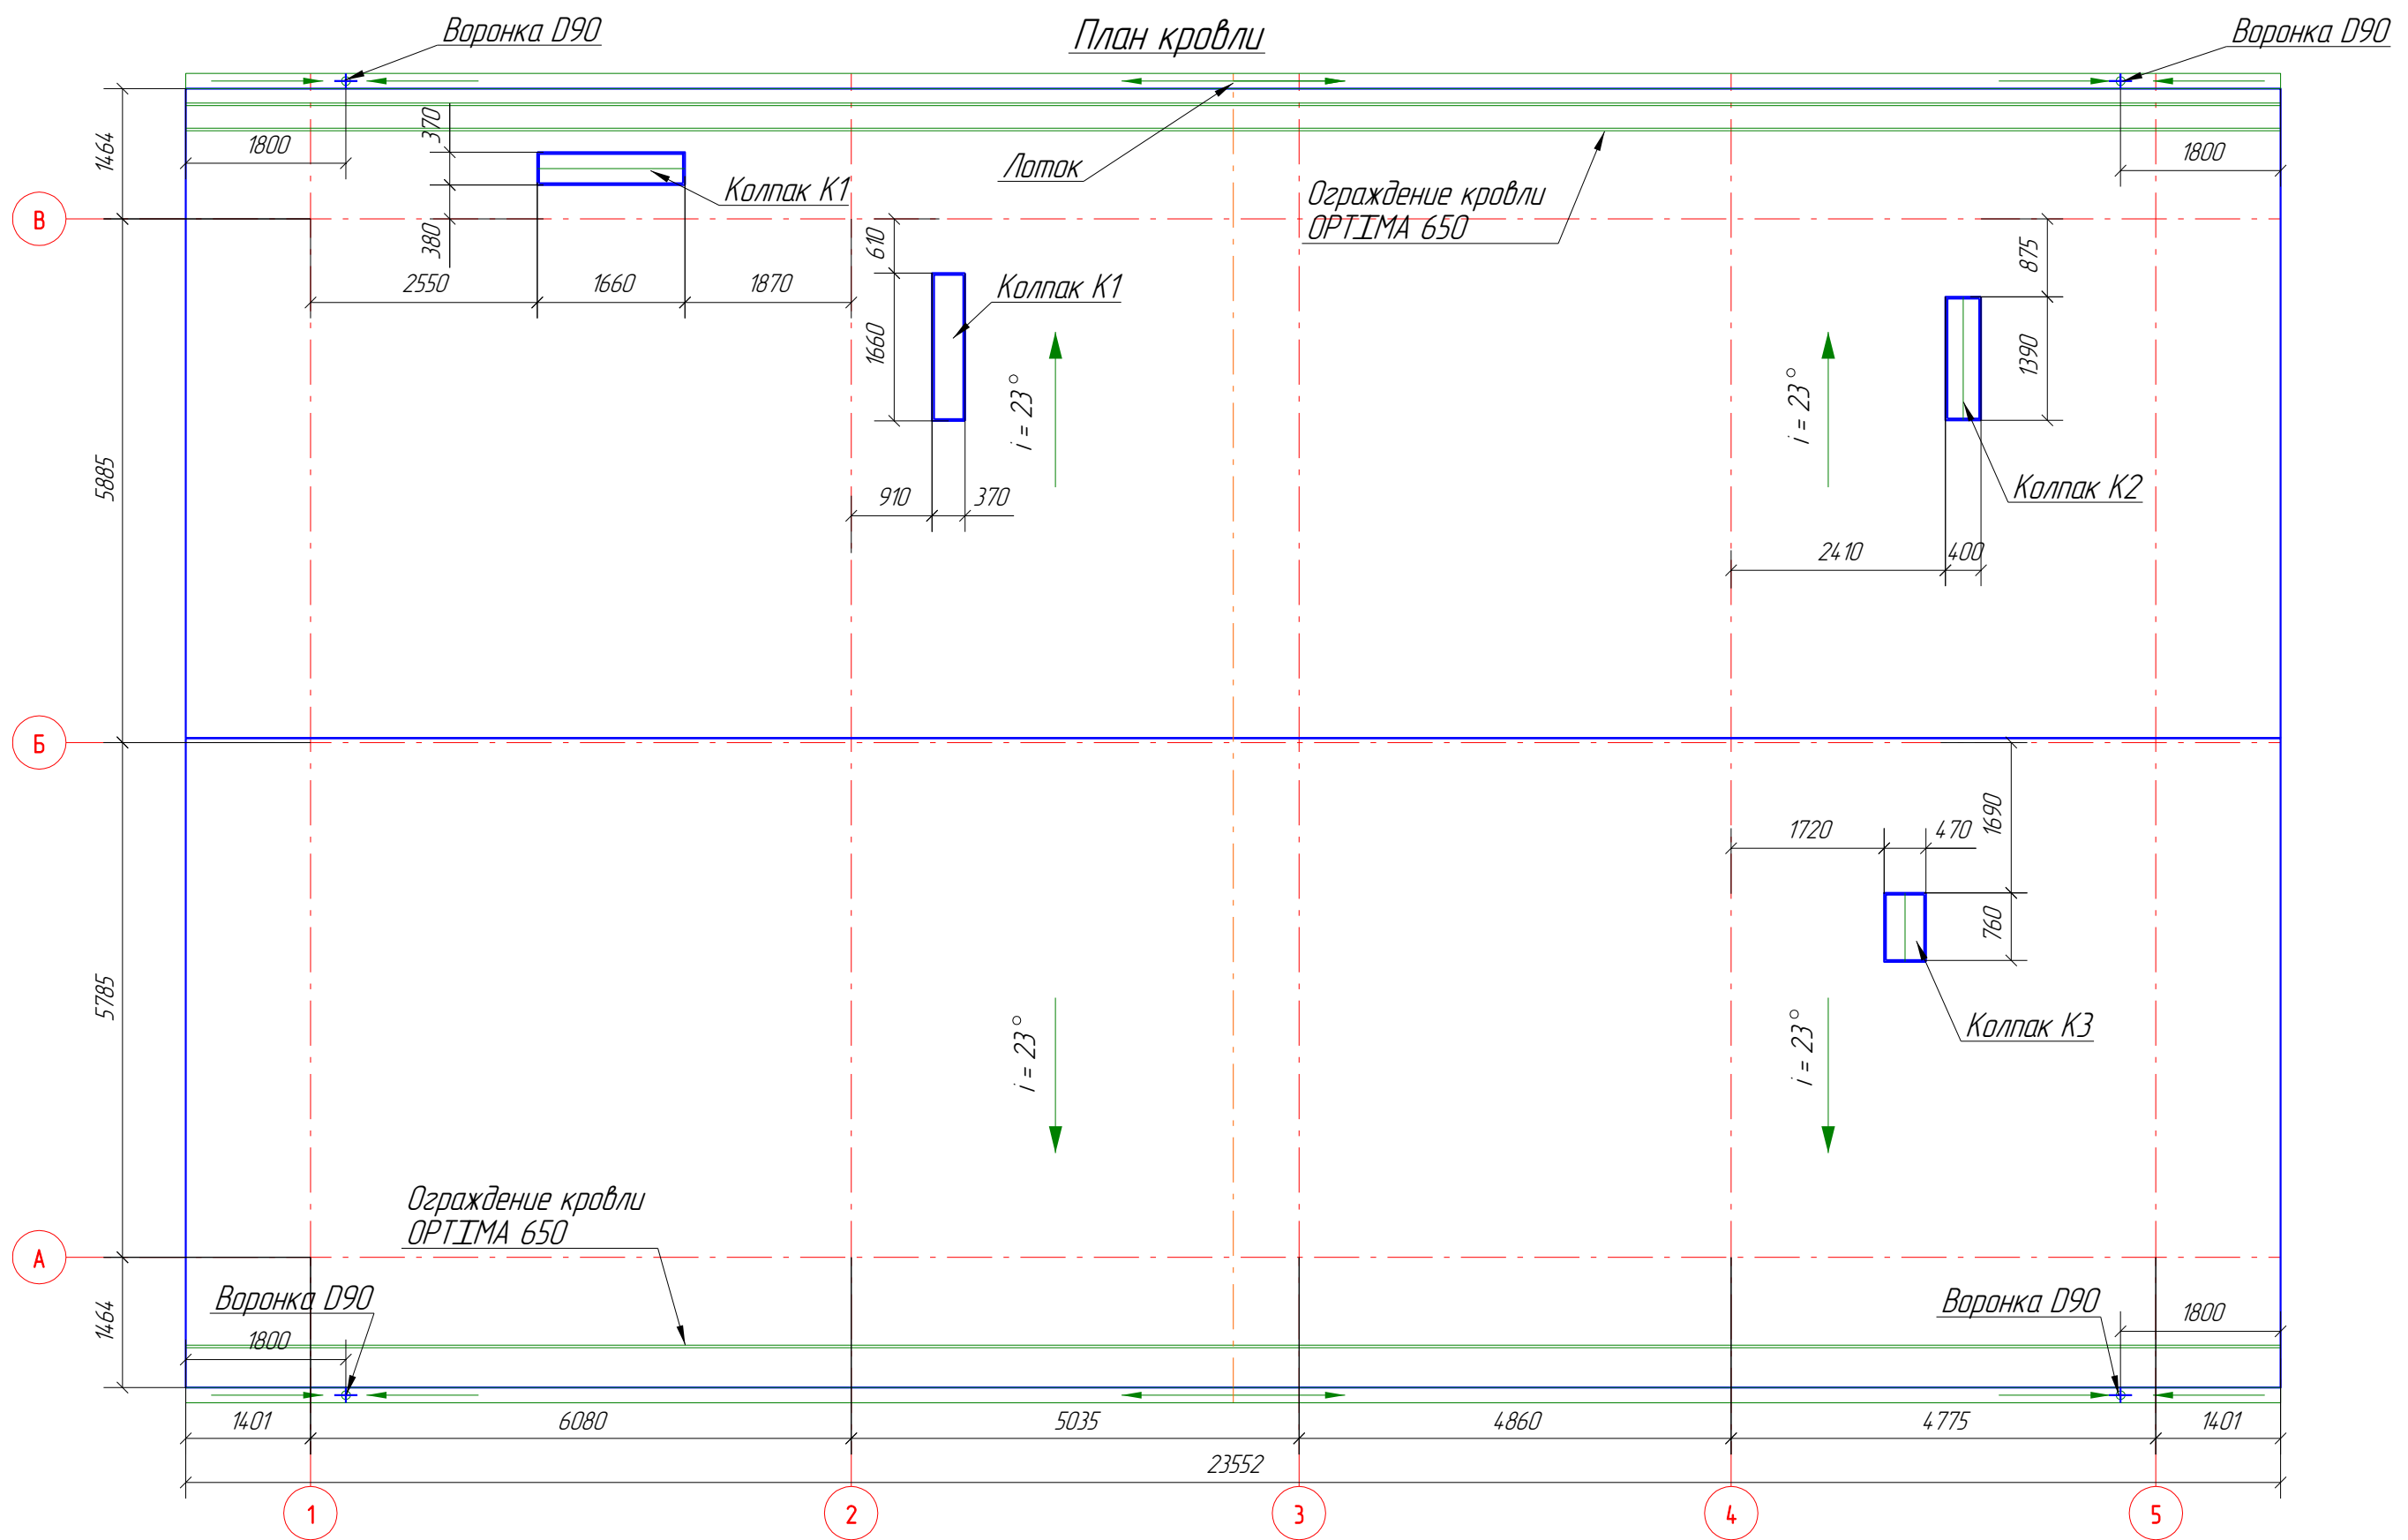 План кровли
Воронка D90
Воронка D90
1464
370
1800
Колпак К1
Лоток
Ограждение кровли
OPTIMA 650
1800
В
380
2550
1660
1870
610
1660
Колпак К1
i = 23°
910
370
i = 23°
875
1390
Колпак К2
2410
400
5885
Б
1720
470
1690
760
Колпак К3
5785
i = 23°
i = 23°
Ограждение кровли
OPTIMA 650
А
1464
Воронка D90
1800
Воронка D90
1800
1401
6080
5035
4860
4775
1401
23552
1
2
3
4
5